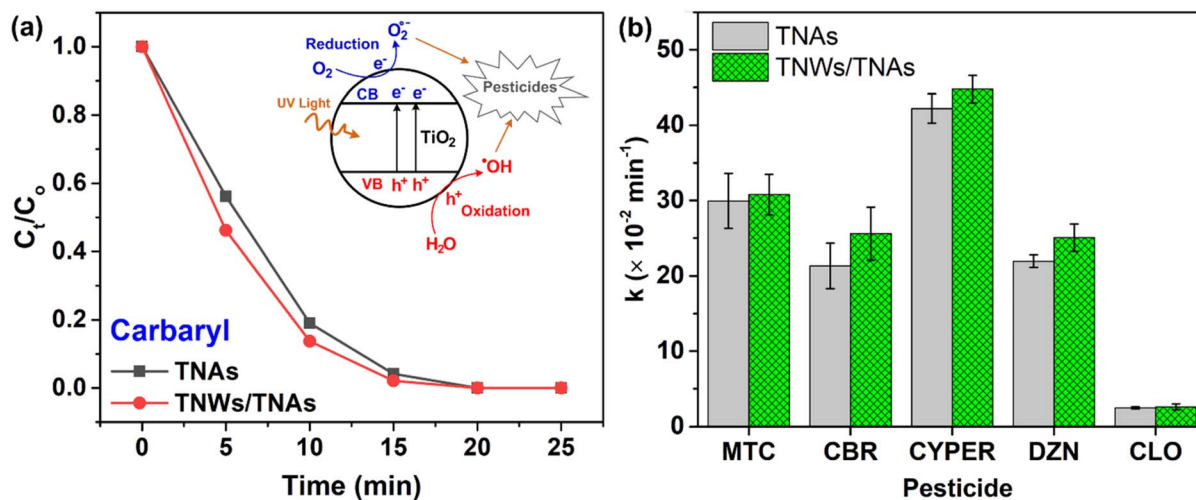 (a)
1.0
0.8
0.6
0.4
0.2
0.0
Cₜ/Cₒ
Reduction
O₂
O₂•⁻
e⁻
CB e⁻ e⁻
UV Light
TiO₂
VB h⁺ h⁺
h⁺
Oxidation
H₂O
•OH
Pesticides
Carbaryl
TNAs
TNWs/TNAs
0 5 10 15 20 25
Time (min)
(b)
TNAs
TNWs/TNAs
50
40
30
20
10
0
k (× 10⁻² min⁻¹)
MTC CBR CYPER DZN CLO
Pesticide